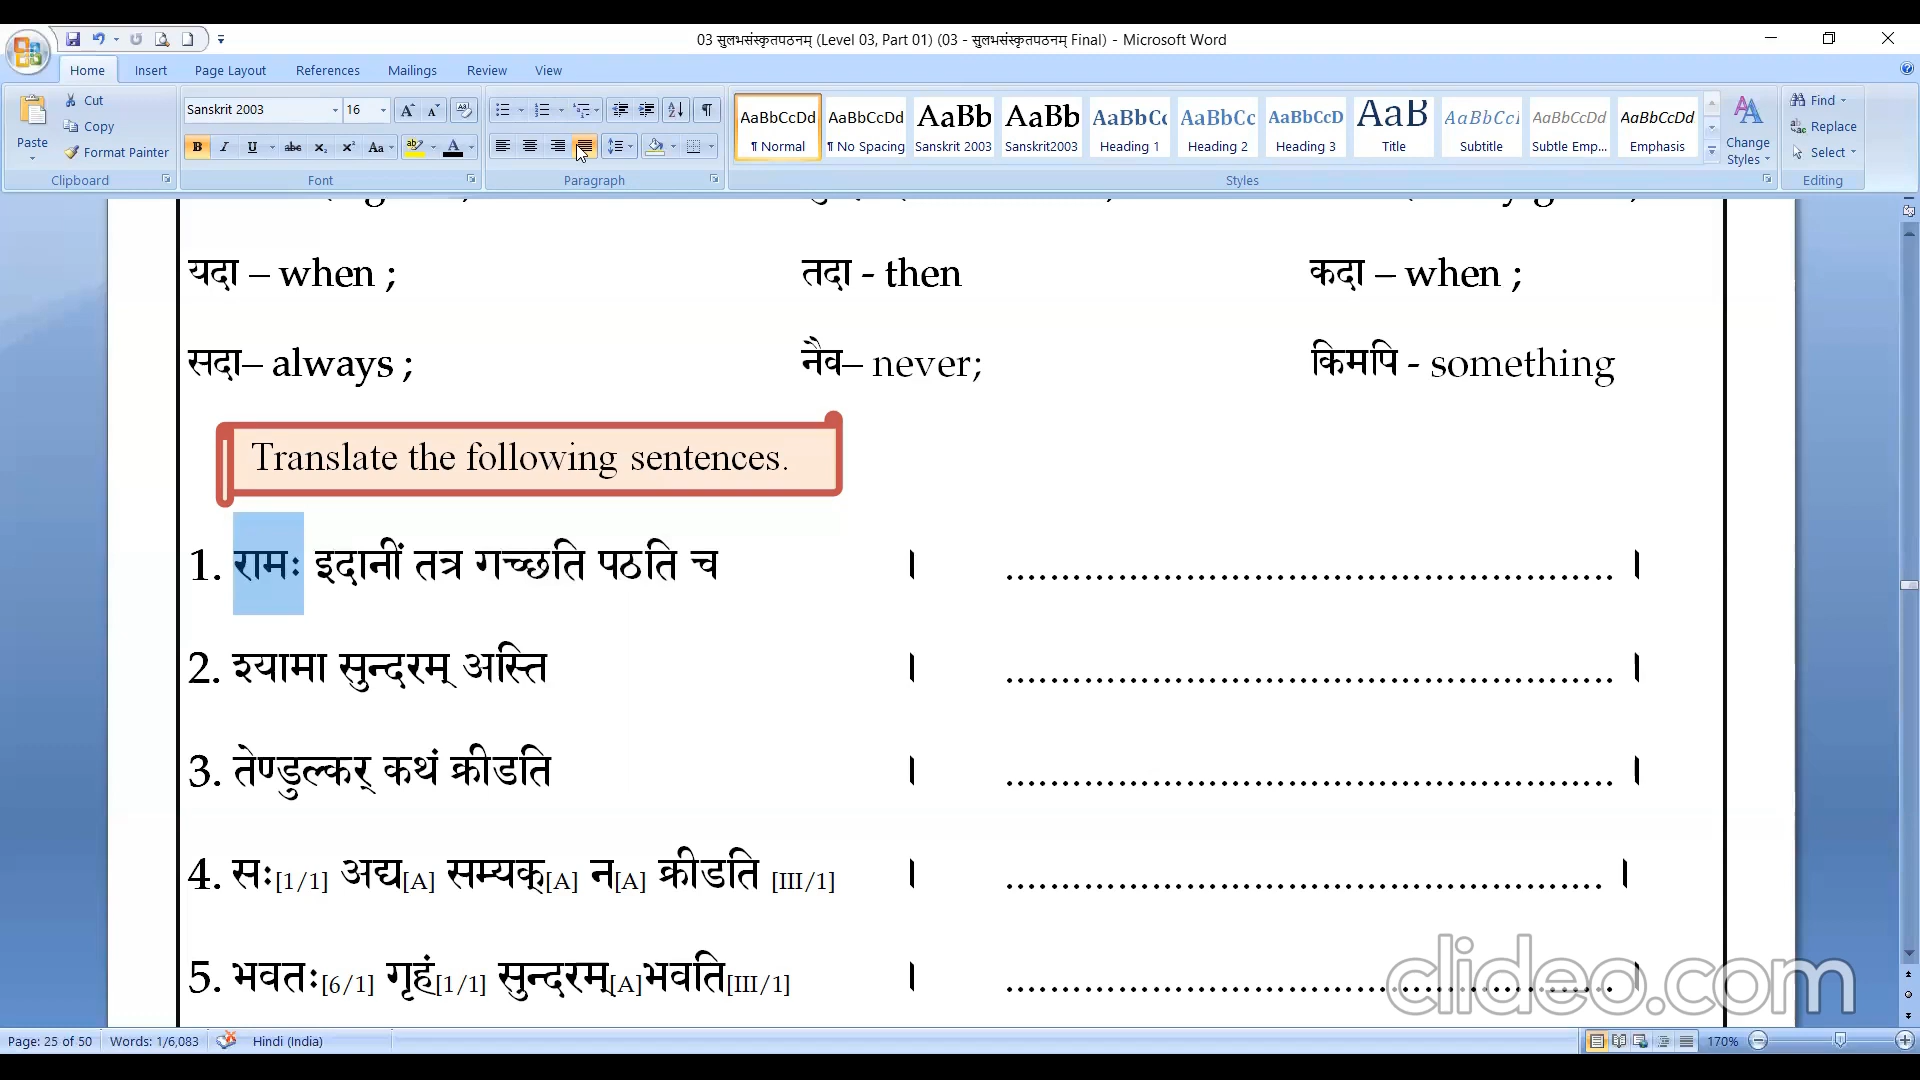 03 सुलभसंस्कृतपठनम् (Level 03, Part 01) (03 - सुलभसंस्कृतपठनम् Final) - Microsoft Word
Home Insert Page Layout References Mailings Review View
Cut
Copy
Format Painter
Paste
Clipboard
Sanskrit 2003 16
Font
Paragraph
AaBbCcDd AaBbCcDd AaBb AaBb AaBbCc AaBbCc AaBbCcD AaB AaBbCcI AaBbCcDd AaBbCcDd
¶ Normal ¶ No Spacing Sanskrit 2003 Sanskrit2003 Heading 1 Heading 2 Heading 3 Title Subtitle Subtle Emp... Emphasis
Change Styles
Styles
Find
Replace
Select
Editing
यदा – when ; तदा - then कदा – when ;
सदा– always ; नैव– never; किमपि - something
Translate the following sentences.
1. रामः इदानीं तत्र गच्छति पठति च । ....................................................... ।
2. श्यामा सुन्दरम् अस्ति । ....................................................... ।
3. तेण्डुल्कर् कथं क्रीडति । ....................................................... ।
4. सः[1/1] अद्य[A] सम्यक्[A] न[A] क्रीडति [III/1] । ...................................................... ।
5. भवतः[6/1] गृहं[1/1] सुन्दरम्[A]भवति[III/1] । ....................................................... ।
clideo.com
Page: 25 of 50 Words: 1/6,083 Hindi (India) 170%